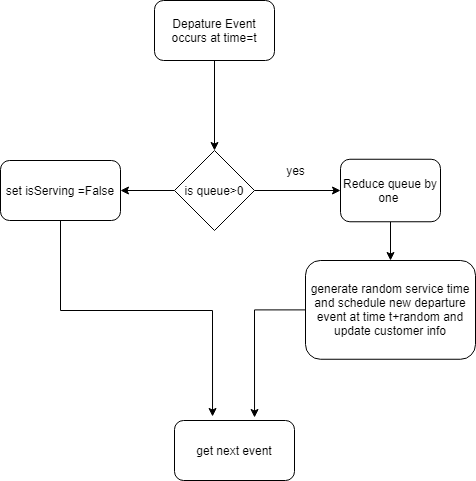 Depature Event
occurs at time=t
yes
set isServing =False
is queue>0
Reduce queue by
one
generate random service time
and schedule new departure
event at time t+random and
update customer info
get next event